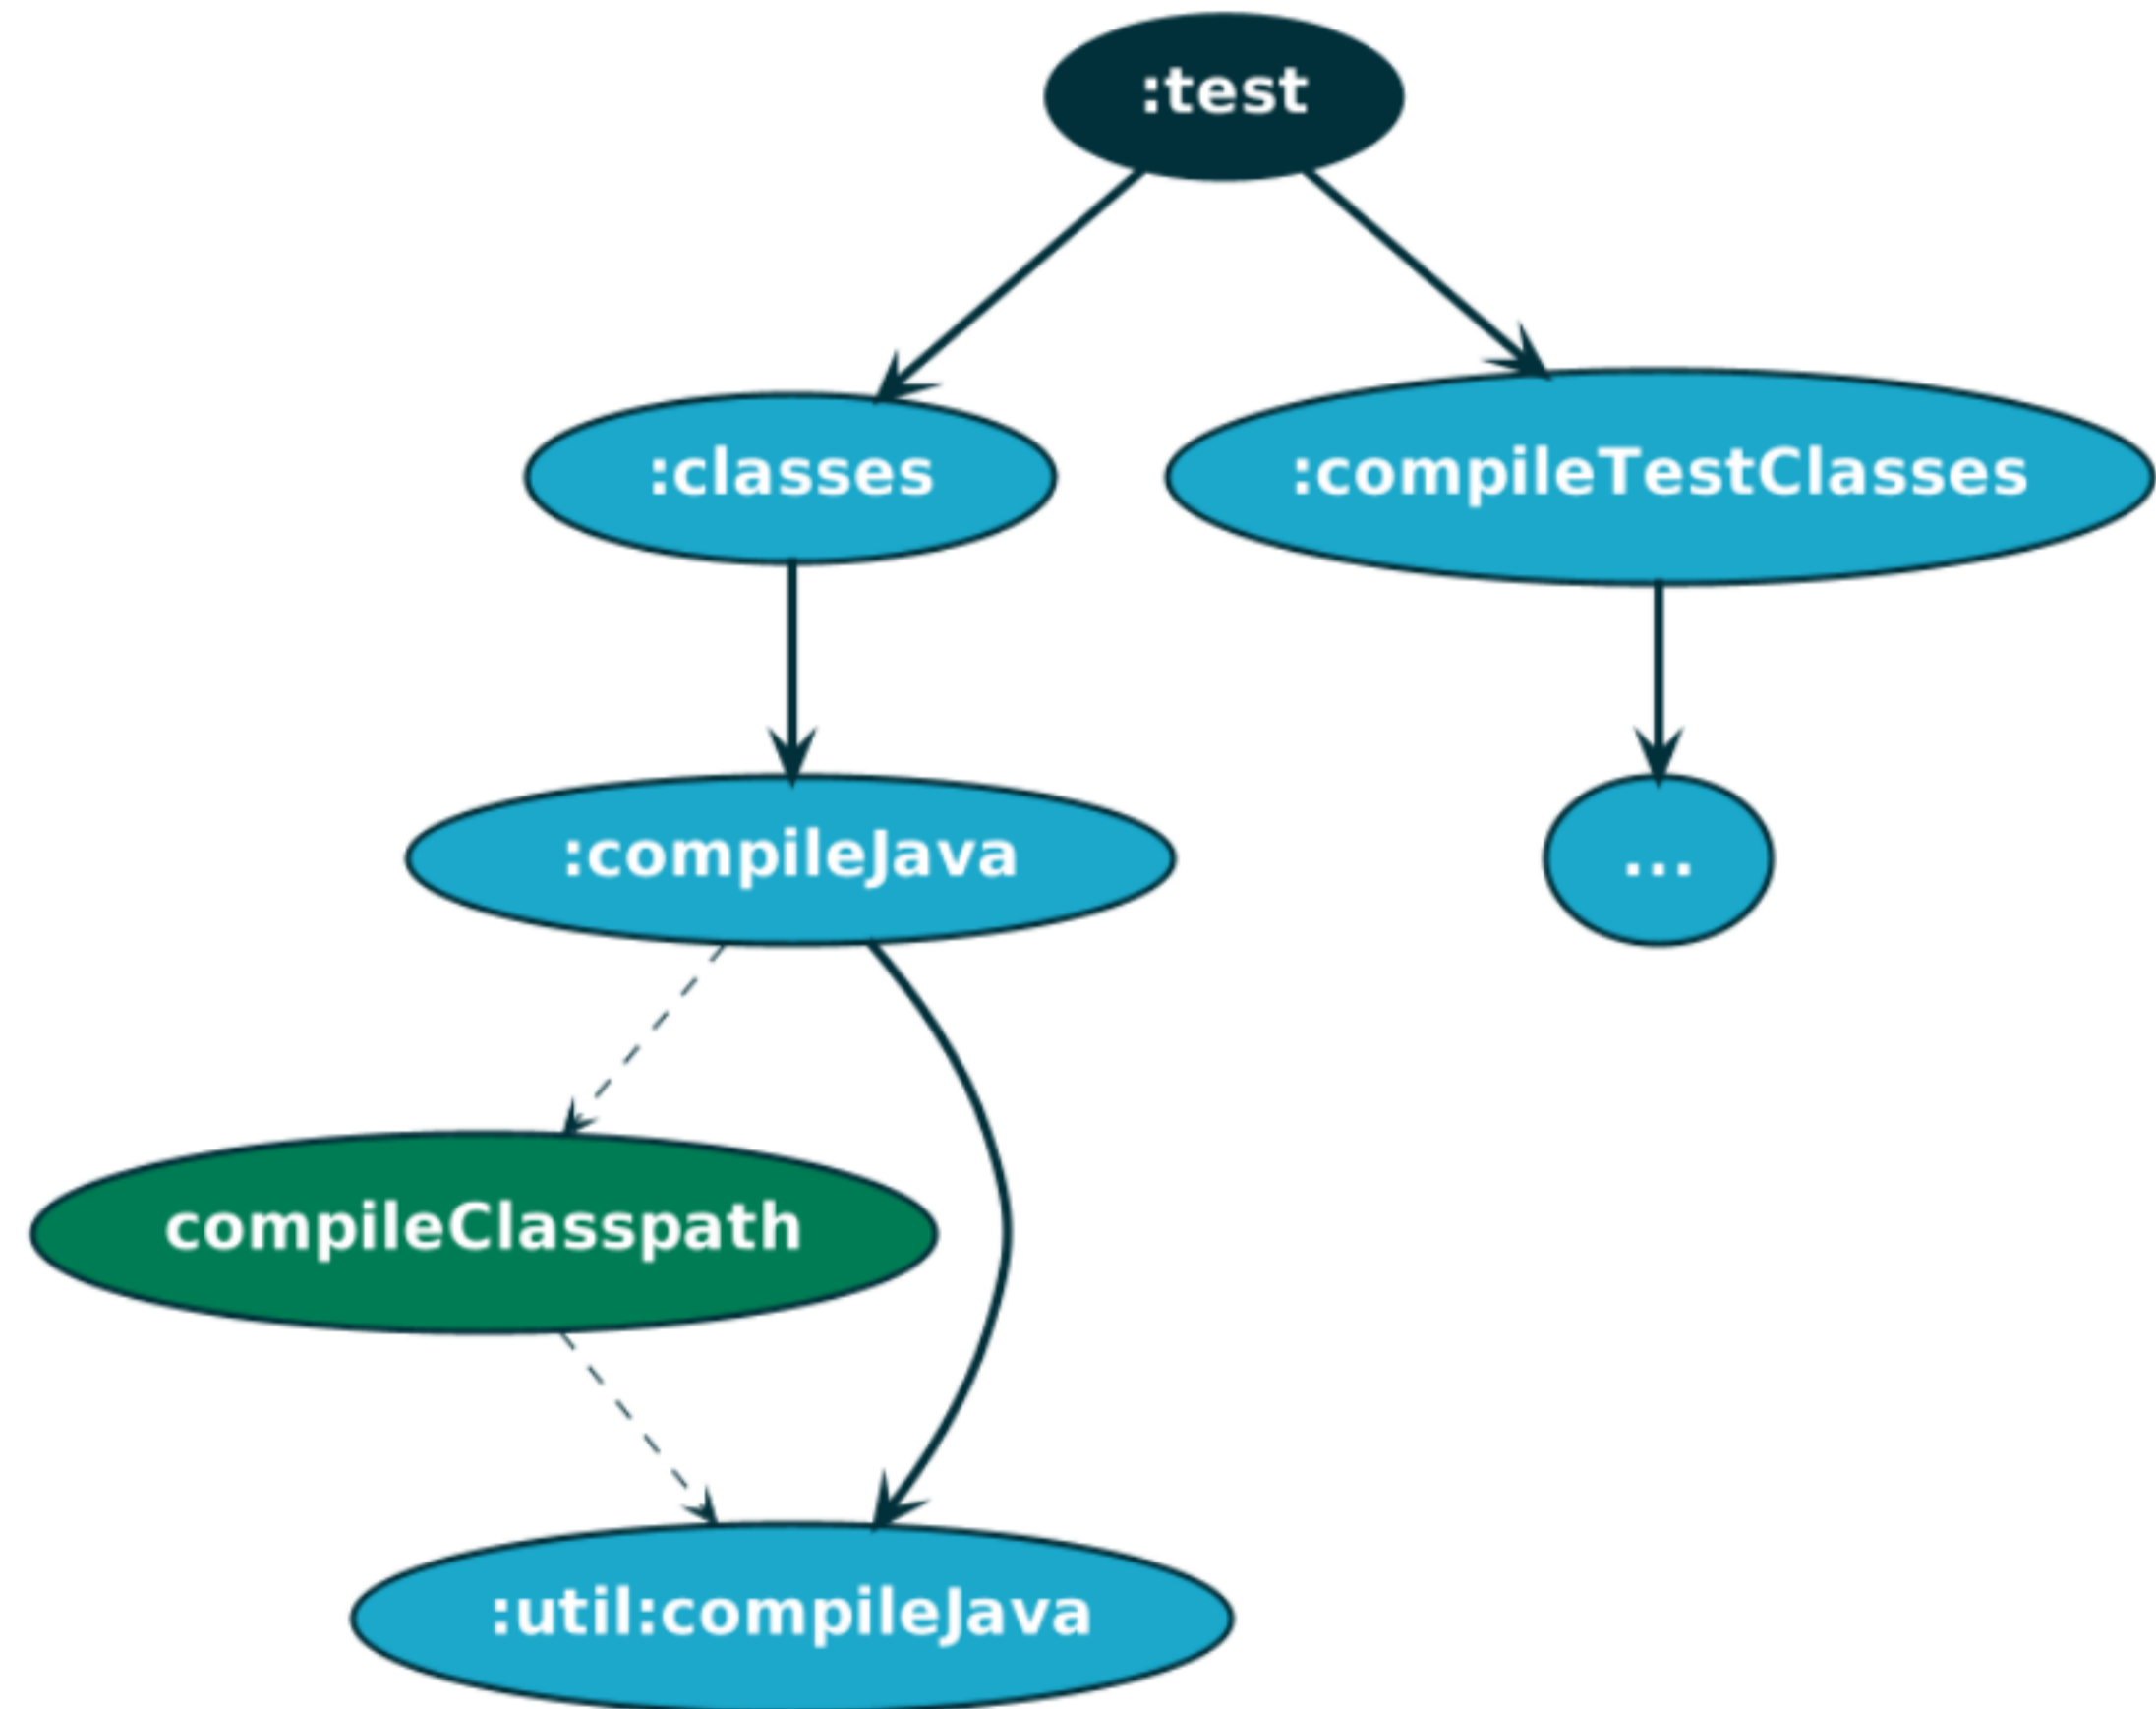 :test
:classes
:compileTestClasses
:compileJava
...
compileClasspath
:util:compileJava